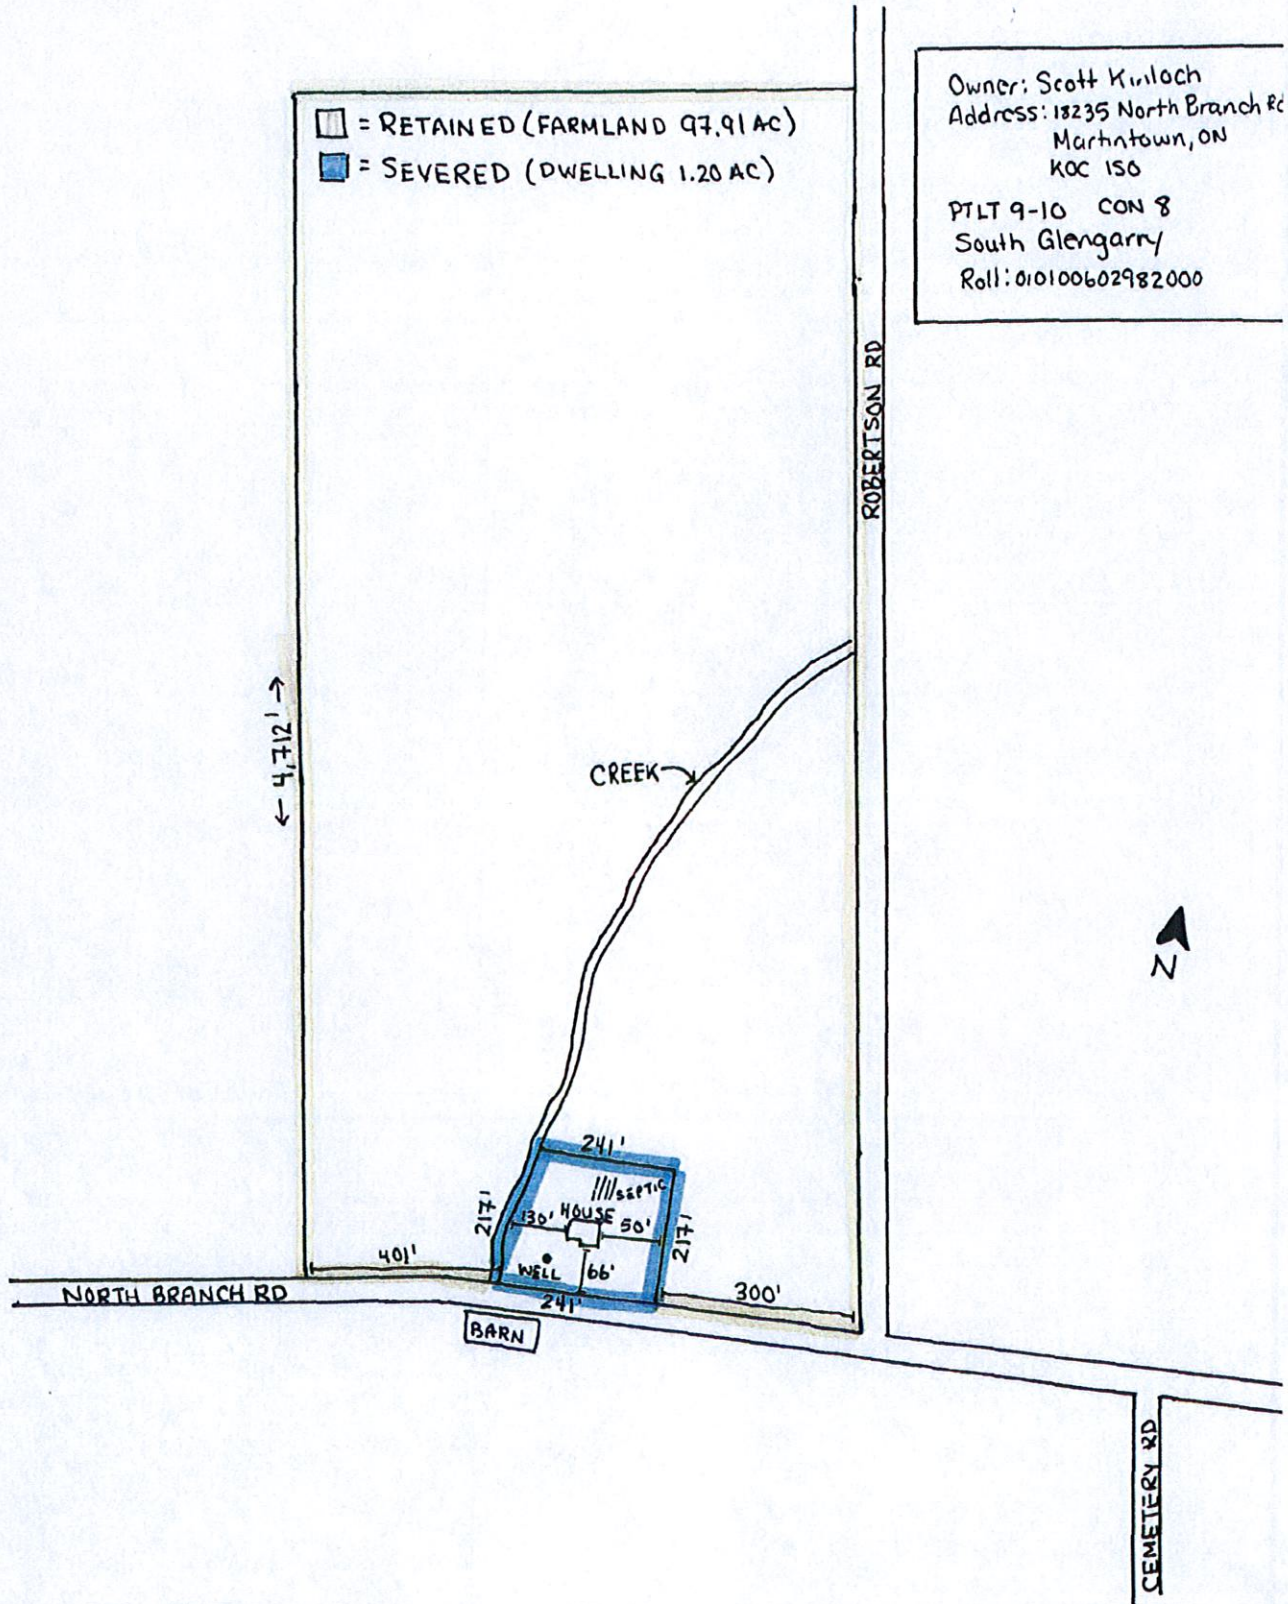 Owner: Scott Kinloch
Address: 18235 North Branch Rd
Martintown, ON
K0C 1S0
PTLT 9-10 CON 8
South Glengarry
Roll: 010100602982000
= RETAINED (FARMLAND 97.91 AC)
= SEVERED (DWELLING 1.20 AC)
ROBERTSON RD
← 4,712' →
CREEK
N
241'
SEPTIC
HOUSE
130'
50'
217'
217'
WELL
66'
401'
241'
300'
NORTH BRANCH RD
BARN
CEMETERY RD